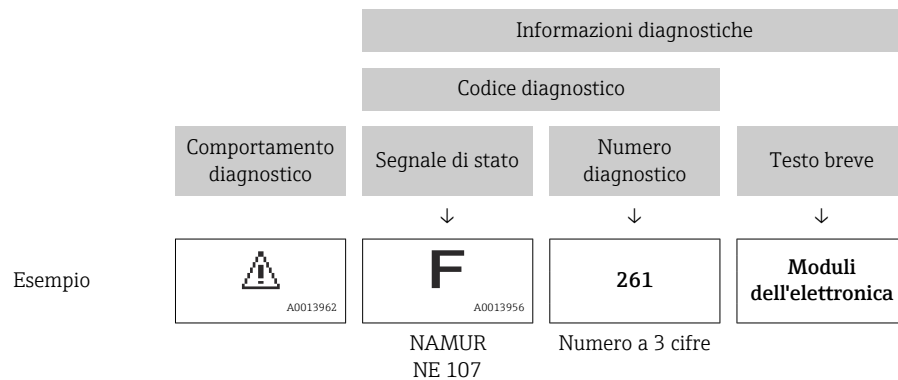 Informazioni diagnostiche
Codice diagnostico
Comportamento
diagnostico
Segnale di stato
Numero
diagnostico
Testo breve
↓ ↓ ↓
Esempio
A0013962
F
A0013956
261
Moduli
dell'elettronica
NAMUR
NE 107
Numero a 3 cifre